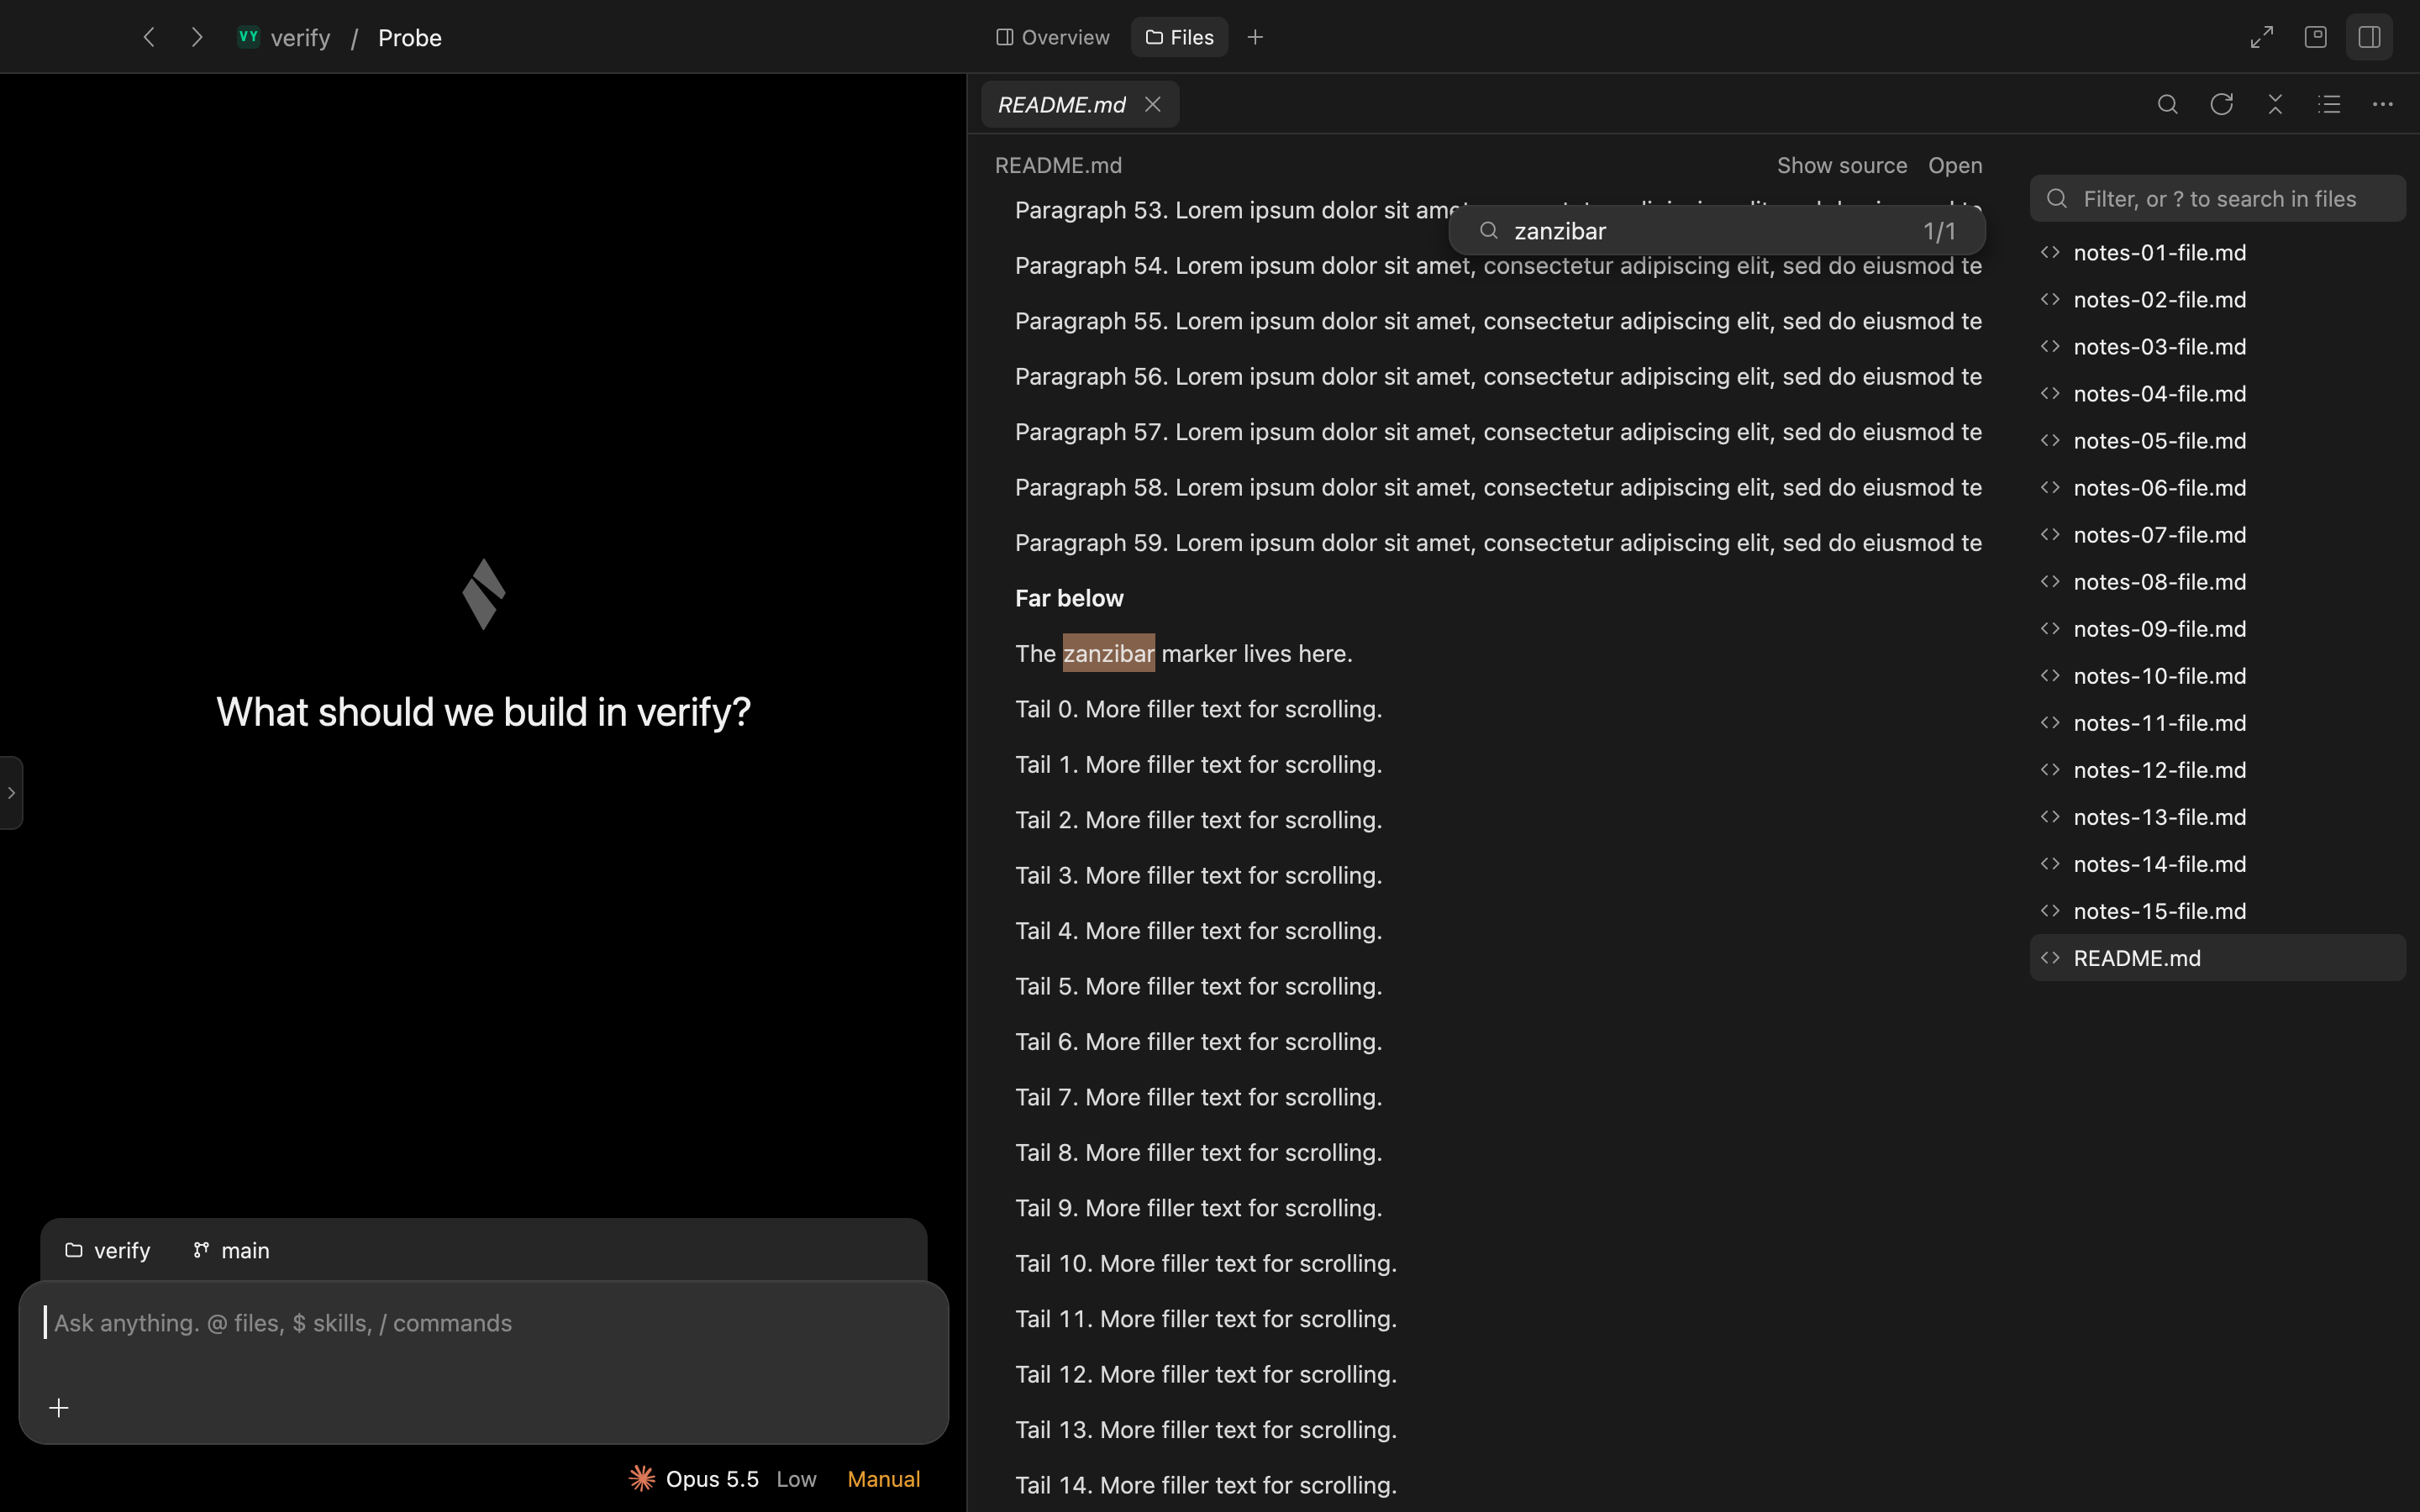 VY verify / Probe
Overview
Files
README.md
README.md
Show source
Open
Paragraph 53. Lorem ipsum dolor sit
zanzibar
1/1
Paragraph 54. Lorem ipsum dolor sit amet, consectetur adipiscing elit, sed do eiusmod te
Paragraph 55. Lorem ipsum dolor sit amet, consectetur adipiscing elit, sed do eiusmod te
Paragraph 56. Lorem ipsum dolor sit amet, consectetur adipiscing elit, sed do eiusmod te
Paragraph 57. Lorem ipsum dolor sit amet, consectetur adipiscing elit, sed do eiusmod te
Paragraph 58. Lorem ipsum dolor sit amet, consectetur adipiscing elit, sed do eiusmod te
Paragraph 59. Lorem ipsum dolor sit amet, consectetur adipiscing elit, sed do eiusmod te
Far below
The zanzibar marker lives here.
Tail 0. More filler text for scrolling.
Tail 1. More filler text for scrolling.
Tail 2. More filler text for scrolling.
Tail 3. More filler text for scrolling.
Tail 4. More filler text for scrolling.
Tail 5. More filler text for scrolling.
Tail 6. More filler text for scrolling.
Tail 7. More filler text for scrolling.
Tail 8. More filler text for scrolling.
Tail 9. More filler text for scrolling.
Tail 10. More filler text for scrolling.
Tail 11. More filler text for scrolling.
Tail 12. More filler text for scrolling.
Tail 13. More filler text for scrolling.
Tail 14. More filler text for scrolling.
Filter, or ? to search in files
notes-01-file.md
notes-02-file.md
notes-03-file.md
notes-04-file.md
notes-05-file.md
notes-06-file.md
notes-07-file.md
notes-08-file.md
notes-09-file.md
notes-10-file.md
notes-11-file.md
notes-12-file.md
notes-13-file.md
notes-14-file.md
notes-15-file.md
README.md
What should we build in verify?
verify
main
Ask anything. @ files, $ skills, / commands
Opus 5.5 Low Manual